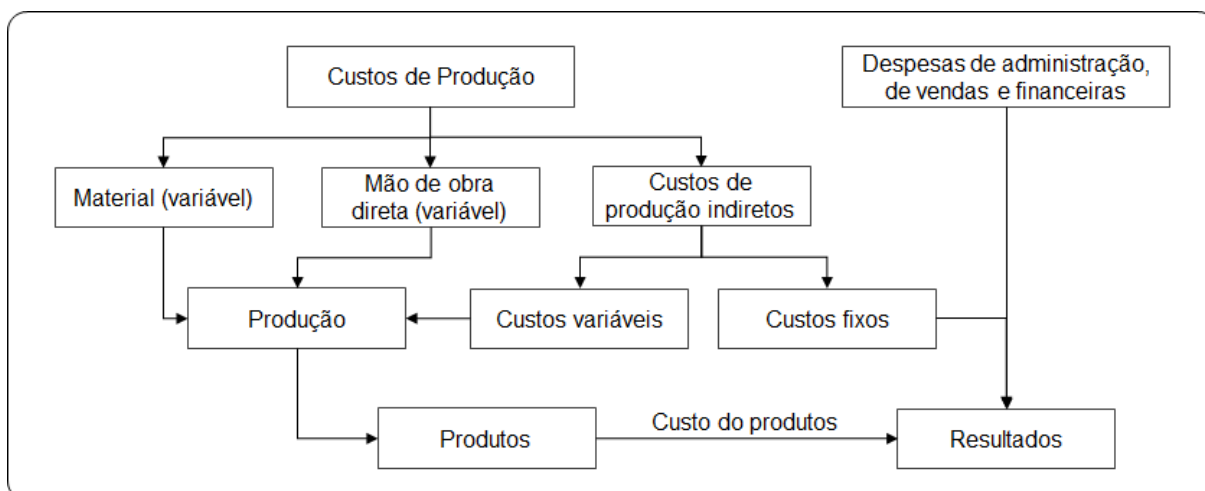 Custos de Produção
Despesas de administração,
de vendas e financeiras
Material (variável)
Mão de obra
direta (variável)
Custos de
produção indiretos
Produção
Custos variáveis
Custos fixos
Produtos
Custo do produtos
Resultados